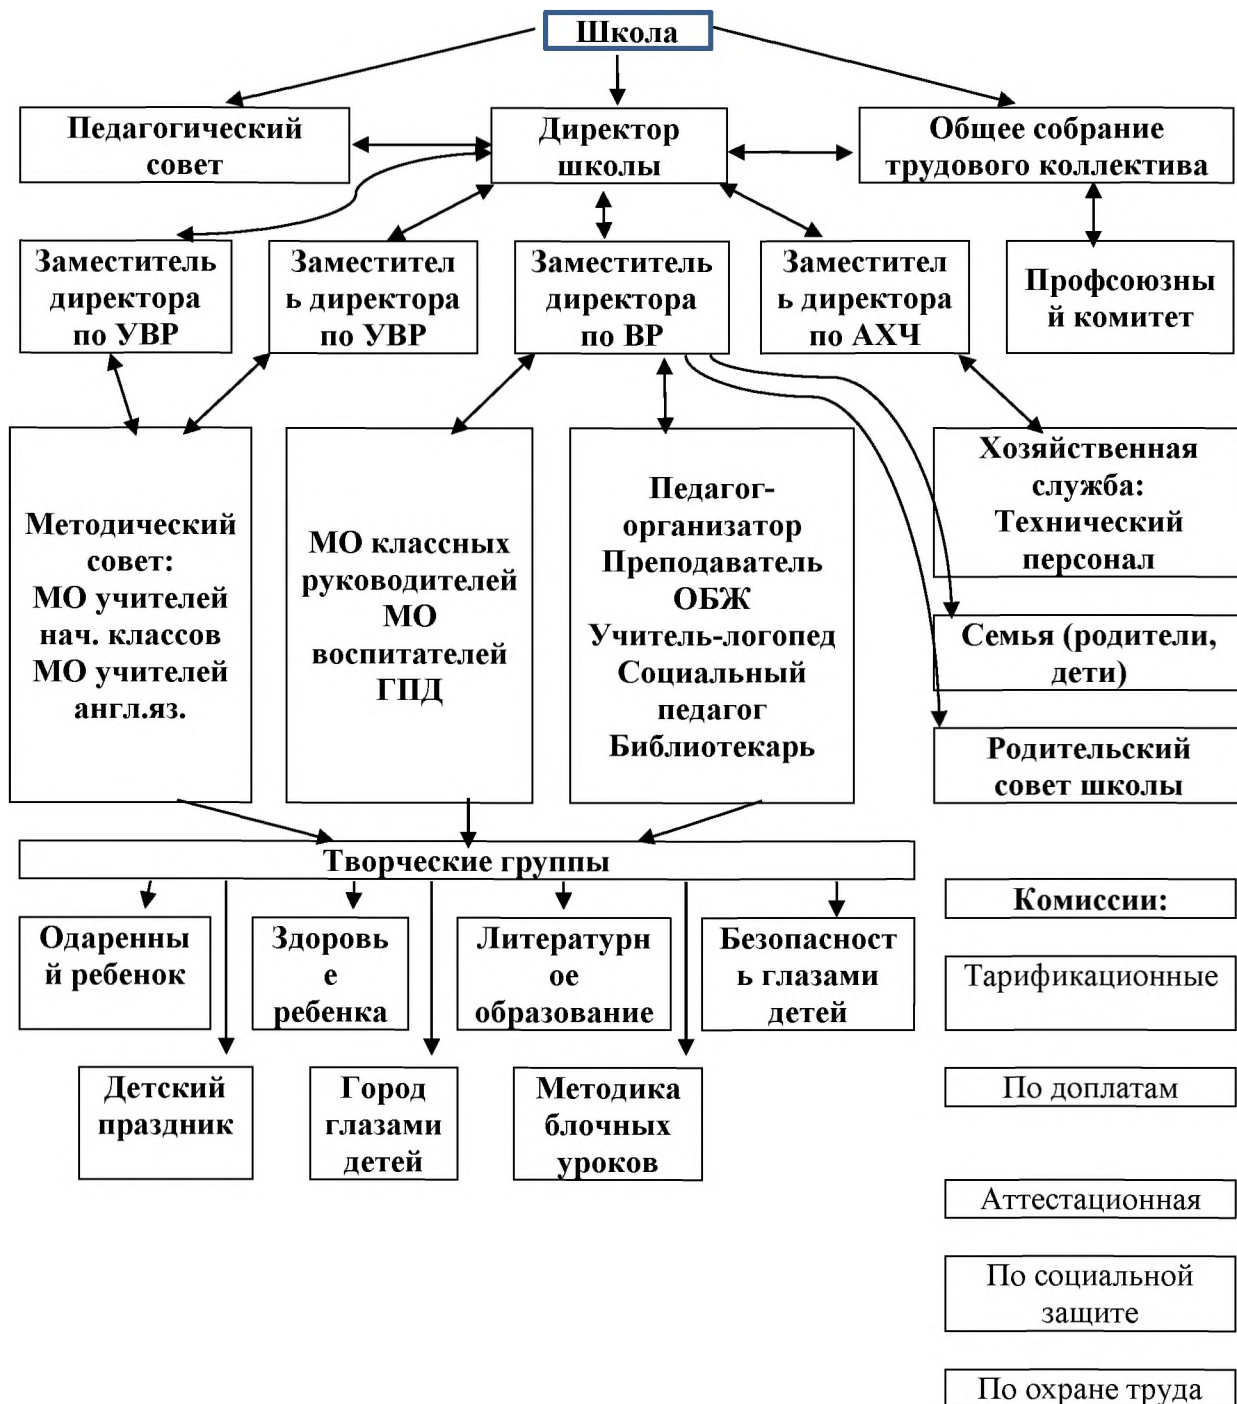 Школа
Педагогический
совет
Директор
школы
Общее собрание
трудового коллектива
Заместитель
директора
по УВР
Заместител
ь директора
по УВР
Заместитель
директора
по ВР
Заместител
ь директора
по АХЧ
Профсоюзны
й комитет
Методический
совет:
МО учителей
нач. классов
МО учителей
англ.яз.
МО классных
руководителей
МО
воспитателей
ГПД
Педагог-
организатор
Преподаватель
ОБЖ
Учитель-логопед
Социальный
педагог
Библиотекарь
Хозяйственная
служба:
Технический
персонал
Семья (родители,
дети)
Родительский
совет школы
Творческие группы
Одаренны
й ребенок
Здоровь
е
ребенка
Литературн
ое
образование
Безопасност
ь глазами
детей
Детский
праздник
Город
глазами
детей
Методика
блочных
уроков
Комиссии:
Тарификационные
По доплатам
Аттестационная
По социальной
защите
По охране труда